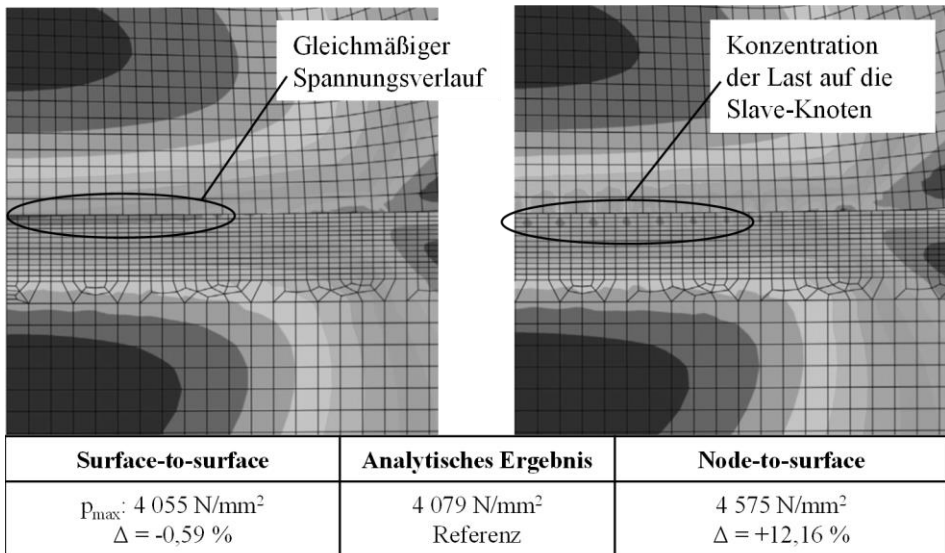 Gleichmäßiger
Spannungsverlauf
Konzentration
der Last auf die
Slave-Knoten
Surface-to-surface
Analytisches Ergebnis
Node-to-surface
p_max: 4 055 N/mm²
4 079 N/mm²
4 575 N/mm²
Δ = -0,59 %
Referenz
Δ = +12,16 %